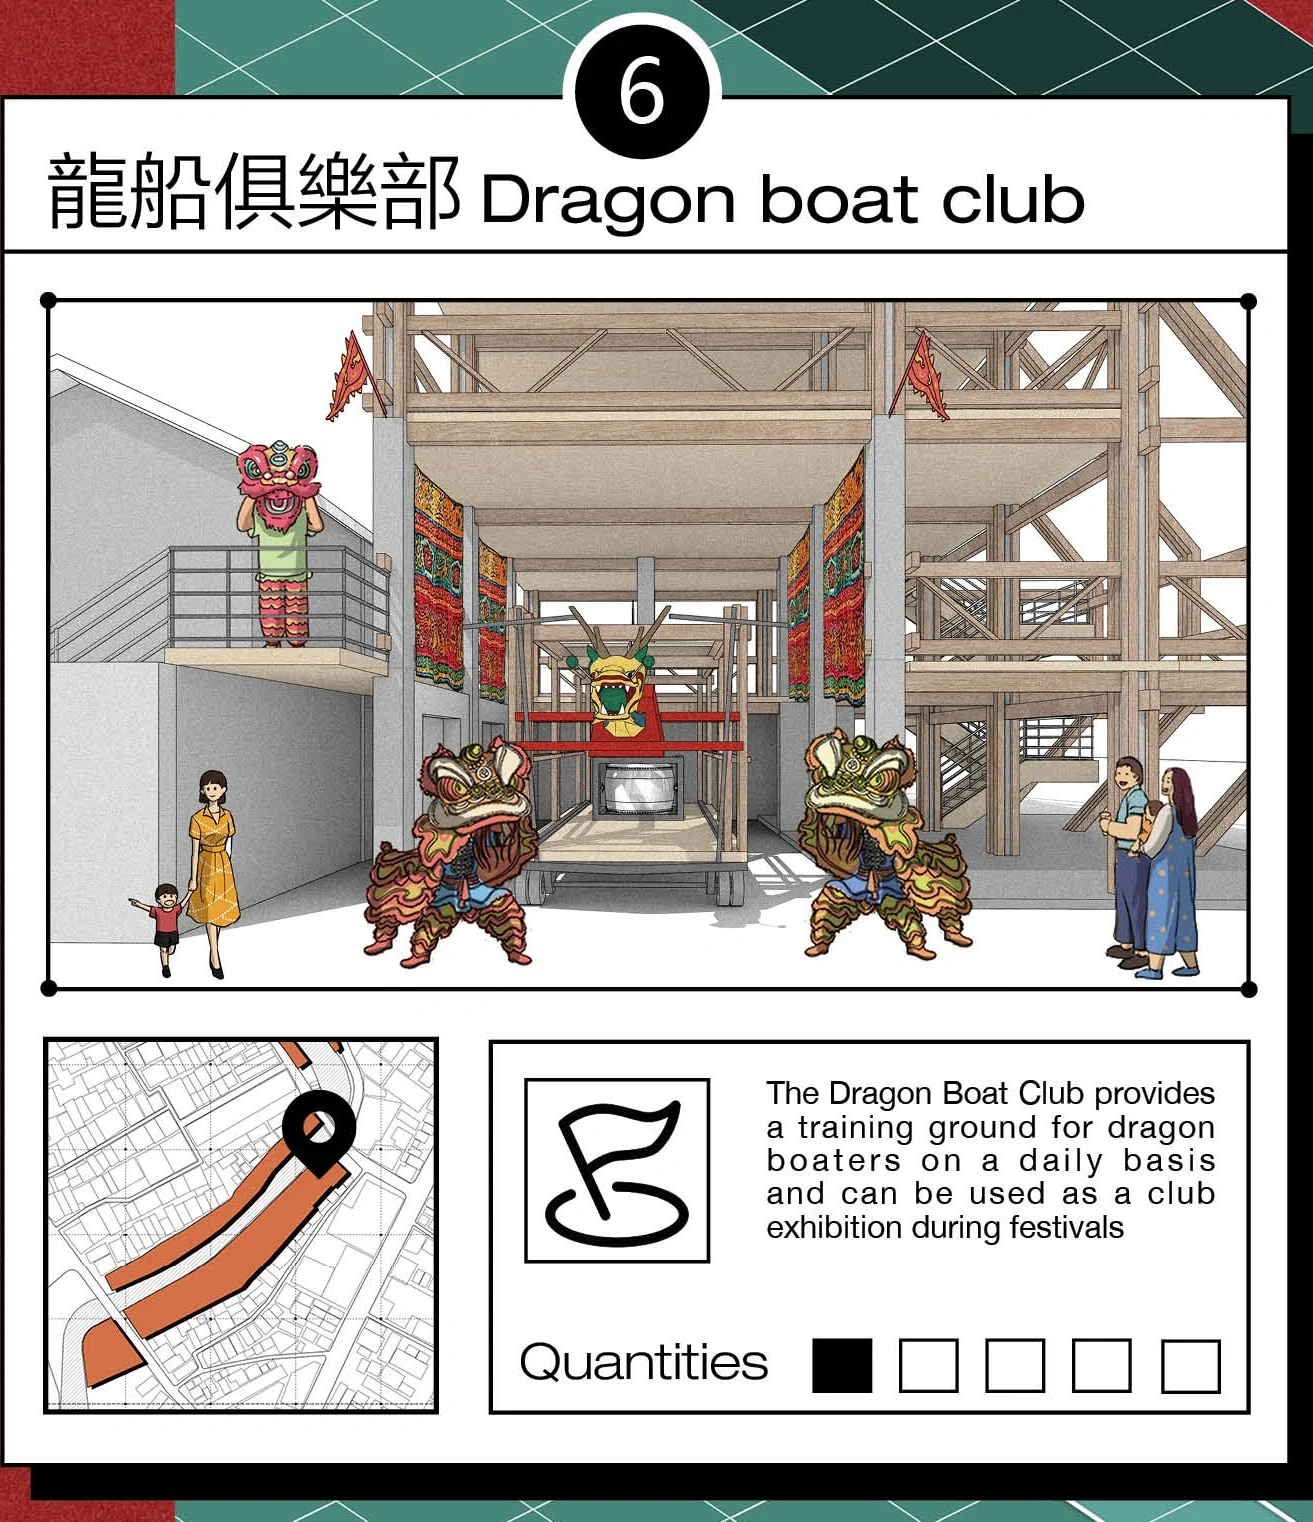 6
龍船俱樂部 Dragon boat club
The Dragon Boat Club provides
a training ground for dragon
boaters on a daily basis
and can be used as a club
exhibition during festivals
Quantities